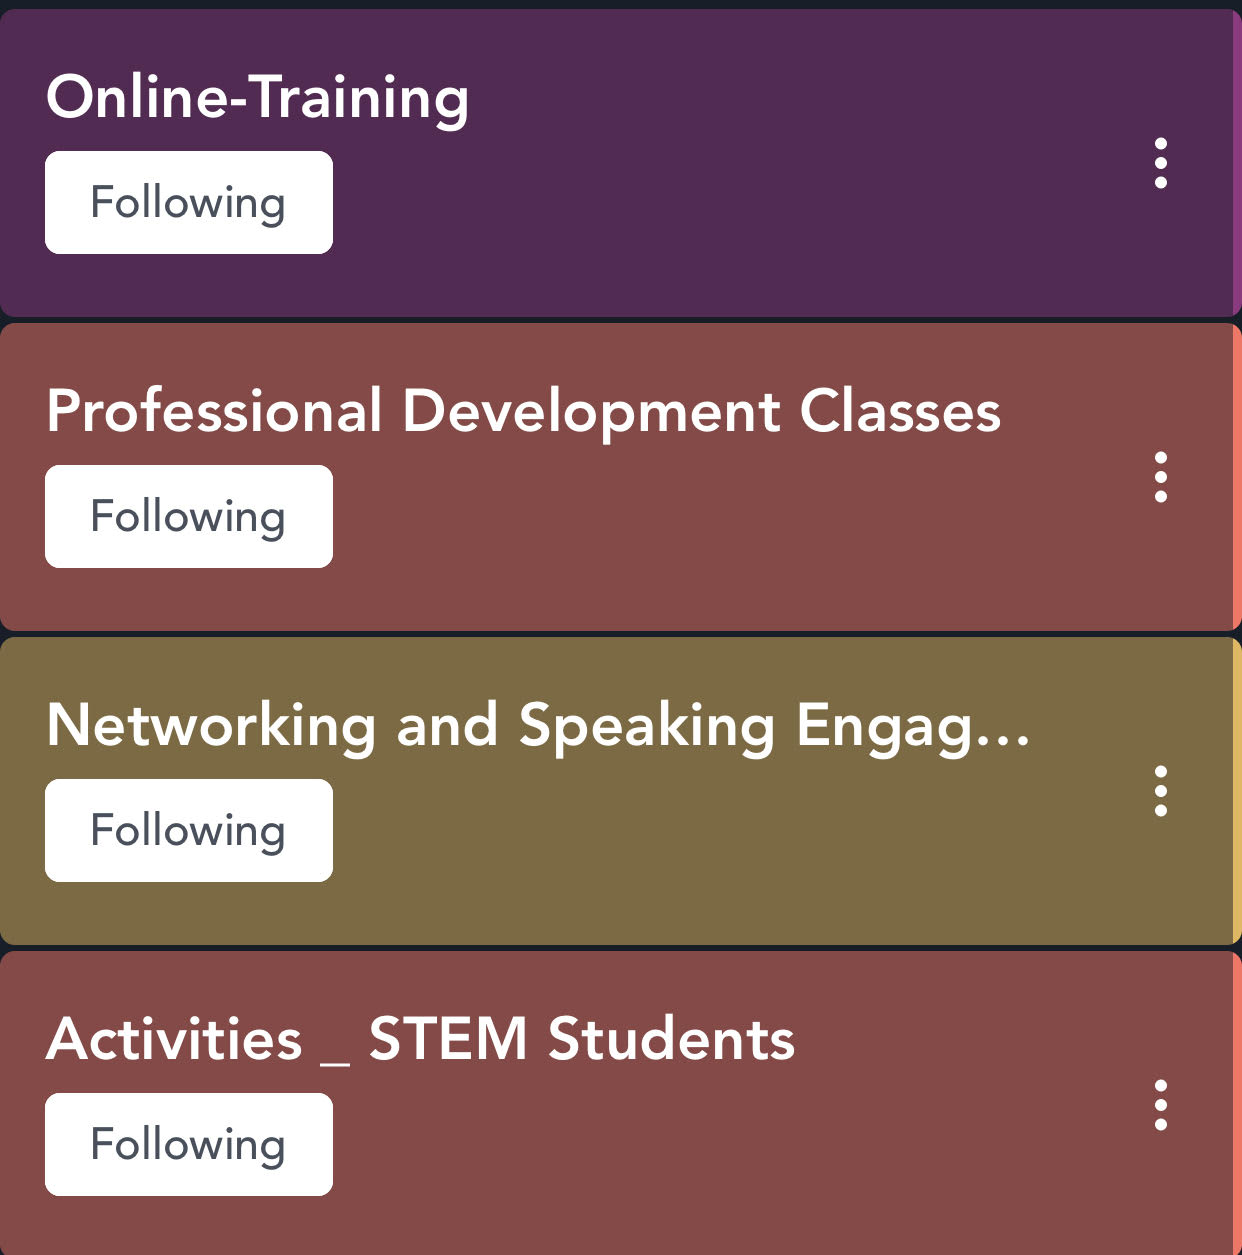 Online-Training
Following
Professional Development Classes
Following
Networking and Speaking Engag...
Following
Activities _ STEM Students
Following